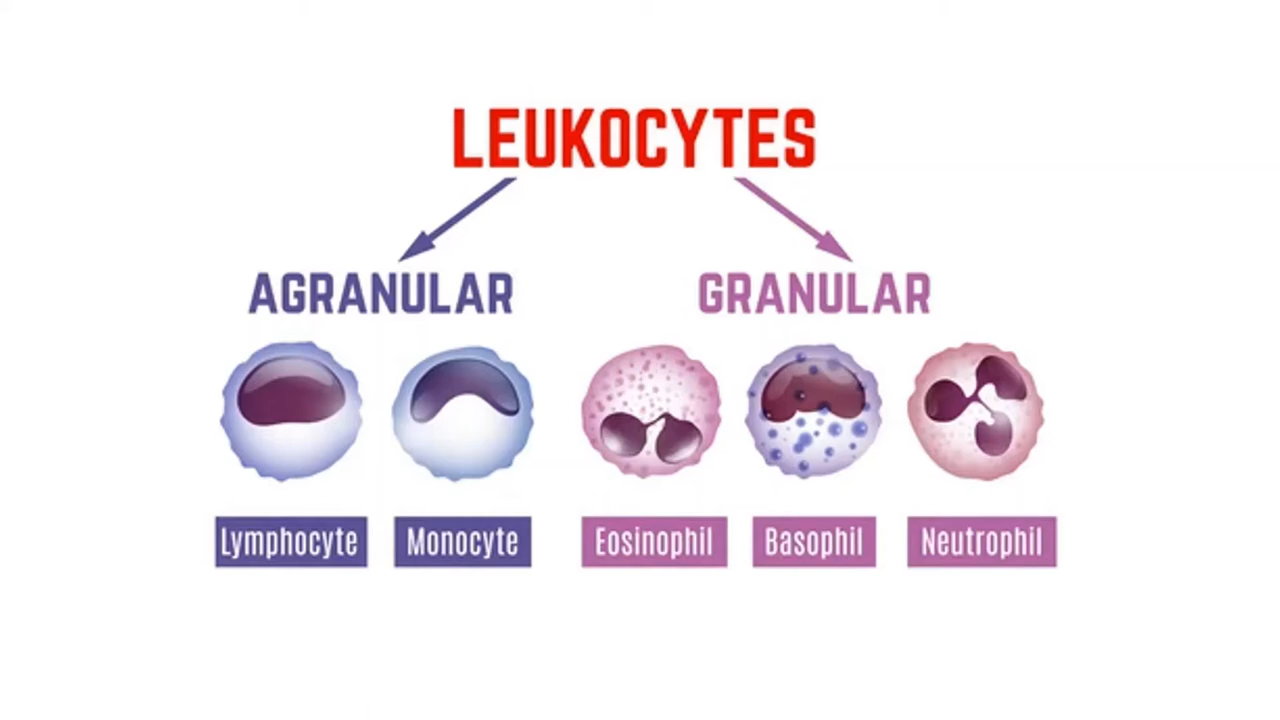 LEUKOCYTES
AGRANULAR
GRANULAR
Lymphocyte
Monocyte
Eosinophil
Basophil
Neutrophil